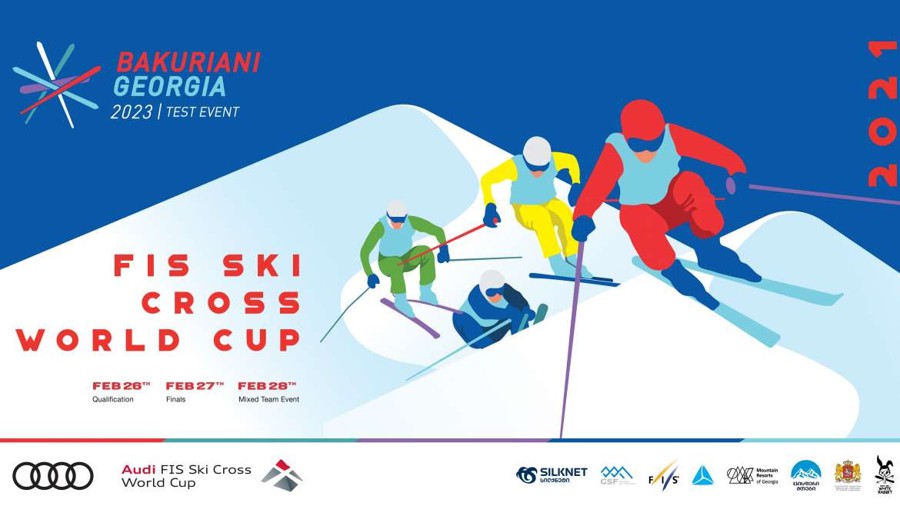 BAKURIANI
GEORGIA
2023 | TEST EVENT
2021
FIS SKI
CROSS
WORLD CUP
FEB 26TH FEB 27TH FEB 28TH
Qualification Finals Mixed Team Event
Audi FIS Ski Cross
World Cup
SILKNET
სილქნეტი
GSF
FIS
Mountain
Resorts
of Georgia